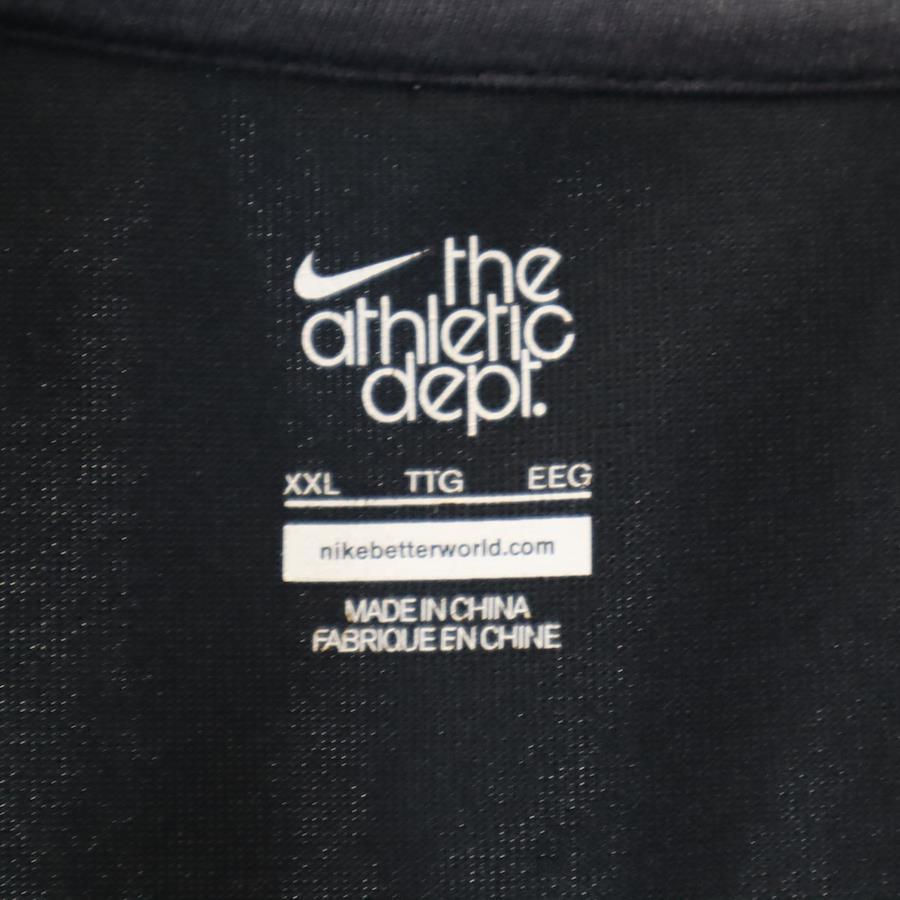 the
athletic
dept.
XXL TTG EEG
nikebetterworld.com
MADE IN CHINA
FABRIQUE EN CHINE